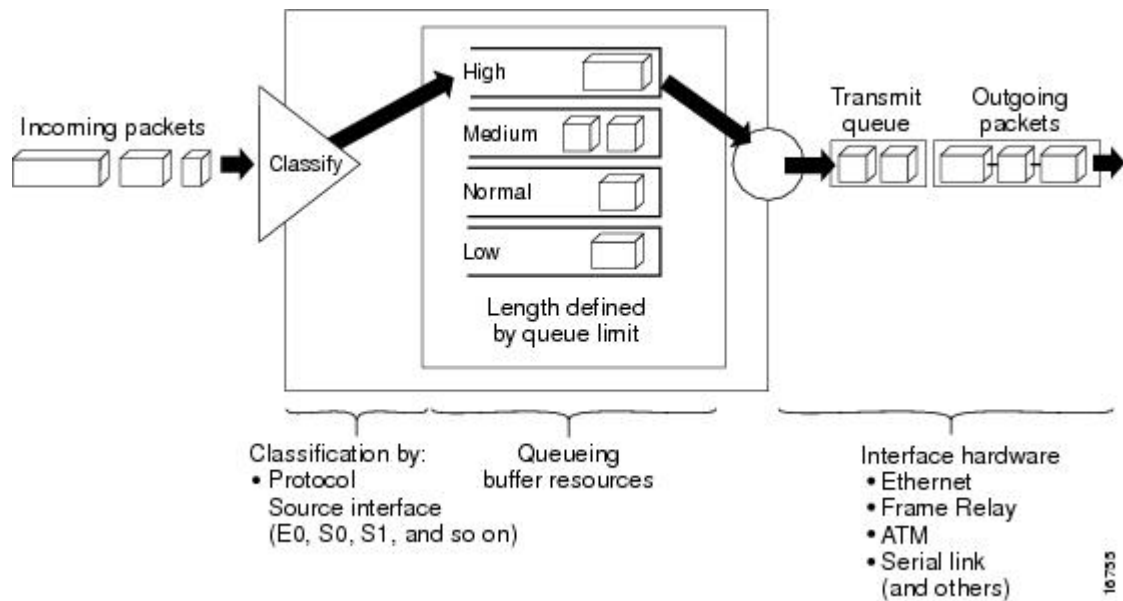 Incoming packets
Classify
High
Medium
Normal
Low
Length defined
by queue limit
Transmit
queue
Outgoing
packets
Classification by:
• Protocol
Source interface
(E0, S0, S1, and so on)
Queueing
buffer resources
Interface hardware
• Ethernet
• Frame Relay
• ATM
• Serial link
(and others)
16755